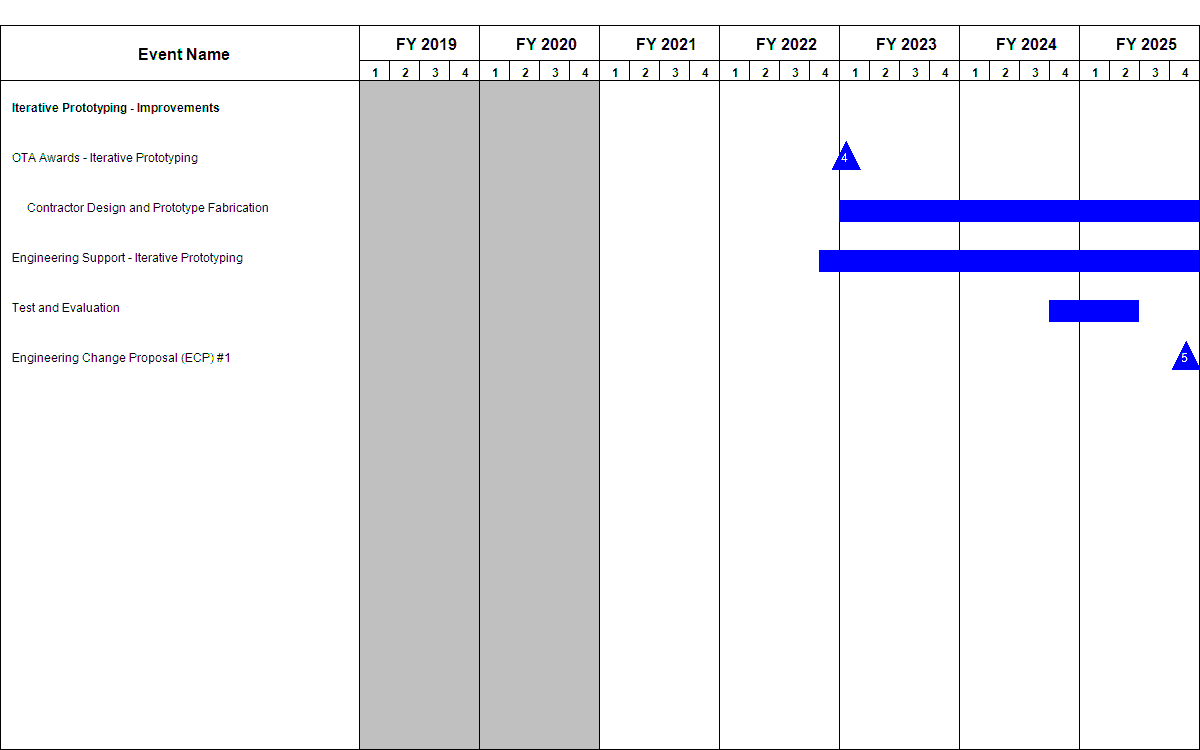 Event Name
FY 2019 FY 2020 FY 2021 FY 2022 FY 2023 FY 2024 FY 2025
1 2 3 4 1 2 3 4 1 2 3 4 1 2 3 4 1 2 3 4 1 2 3 4 1 2 3 4
Iterative Prototyping - Improvements
OTA Awards - Iterative Prototyping 4
Contractor Design and Prototype Fabrication
Engineering Support - Iterative Prototyping
Test and Evaluation
Engineering Change Proposal (ECP) #1 5